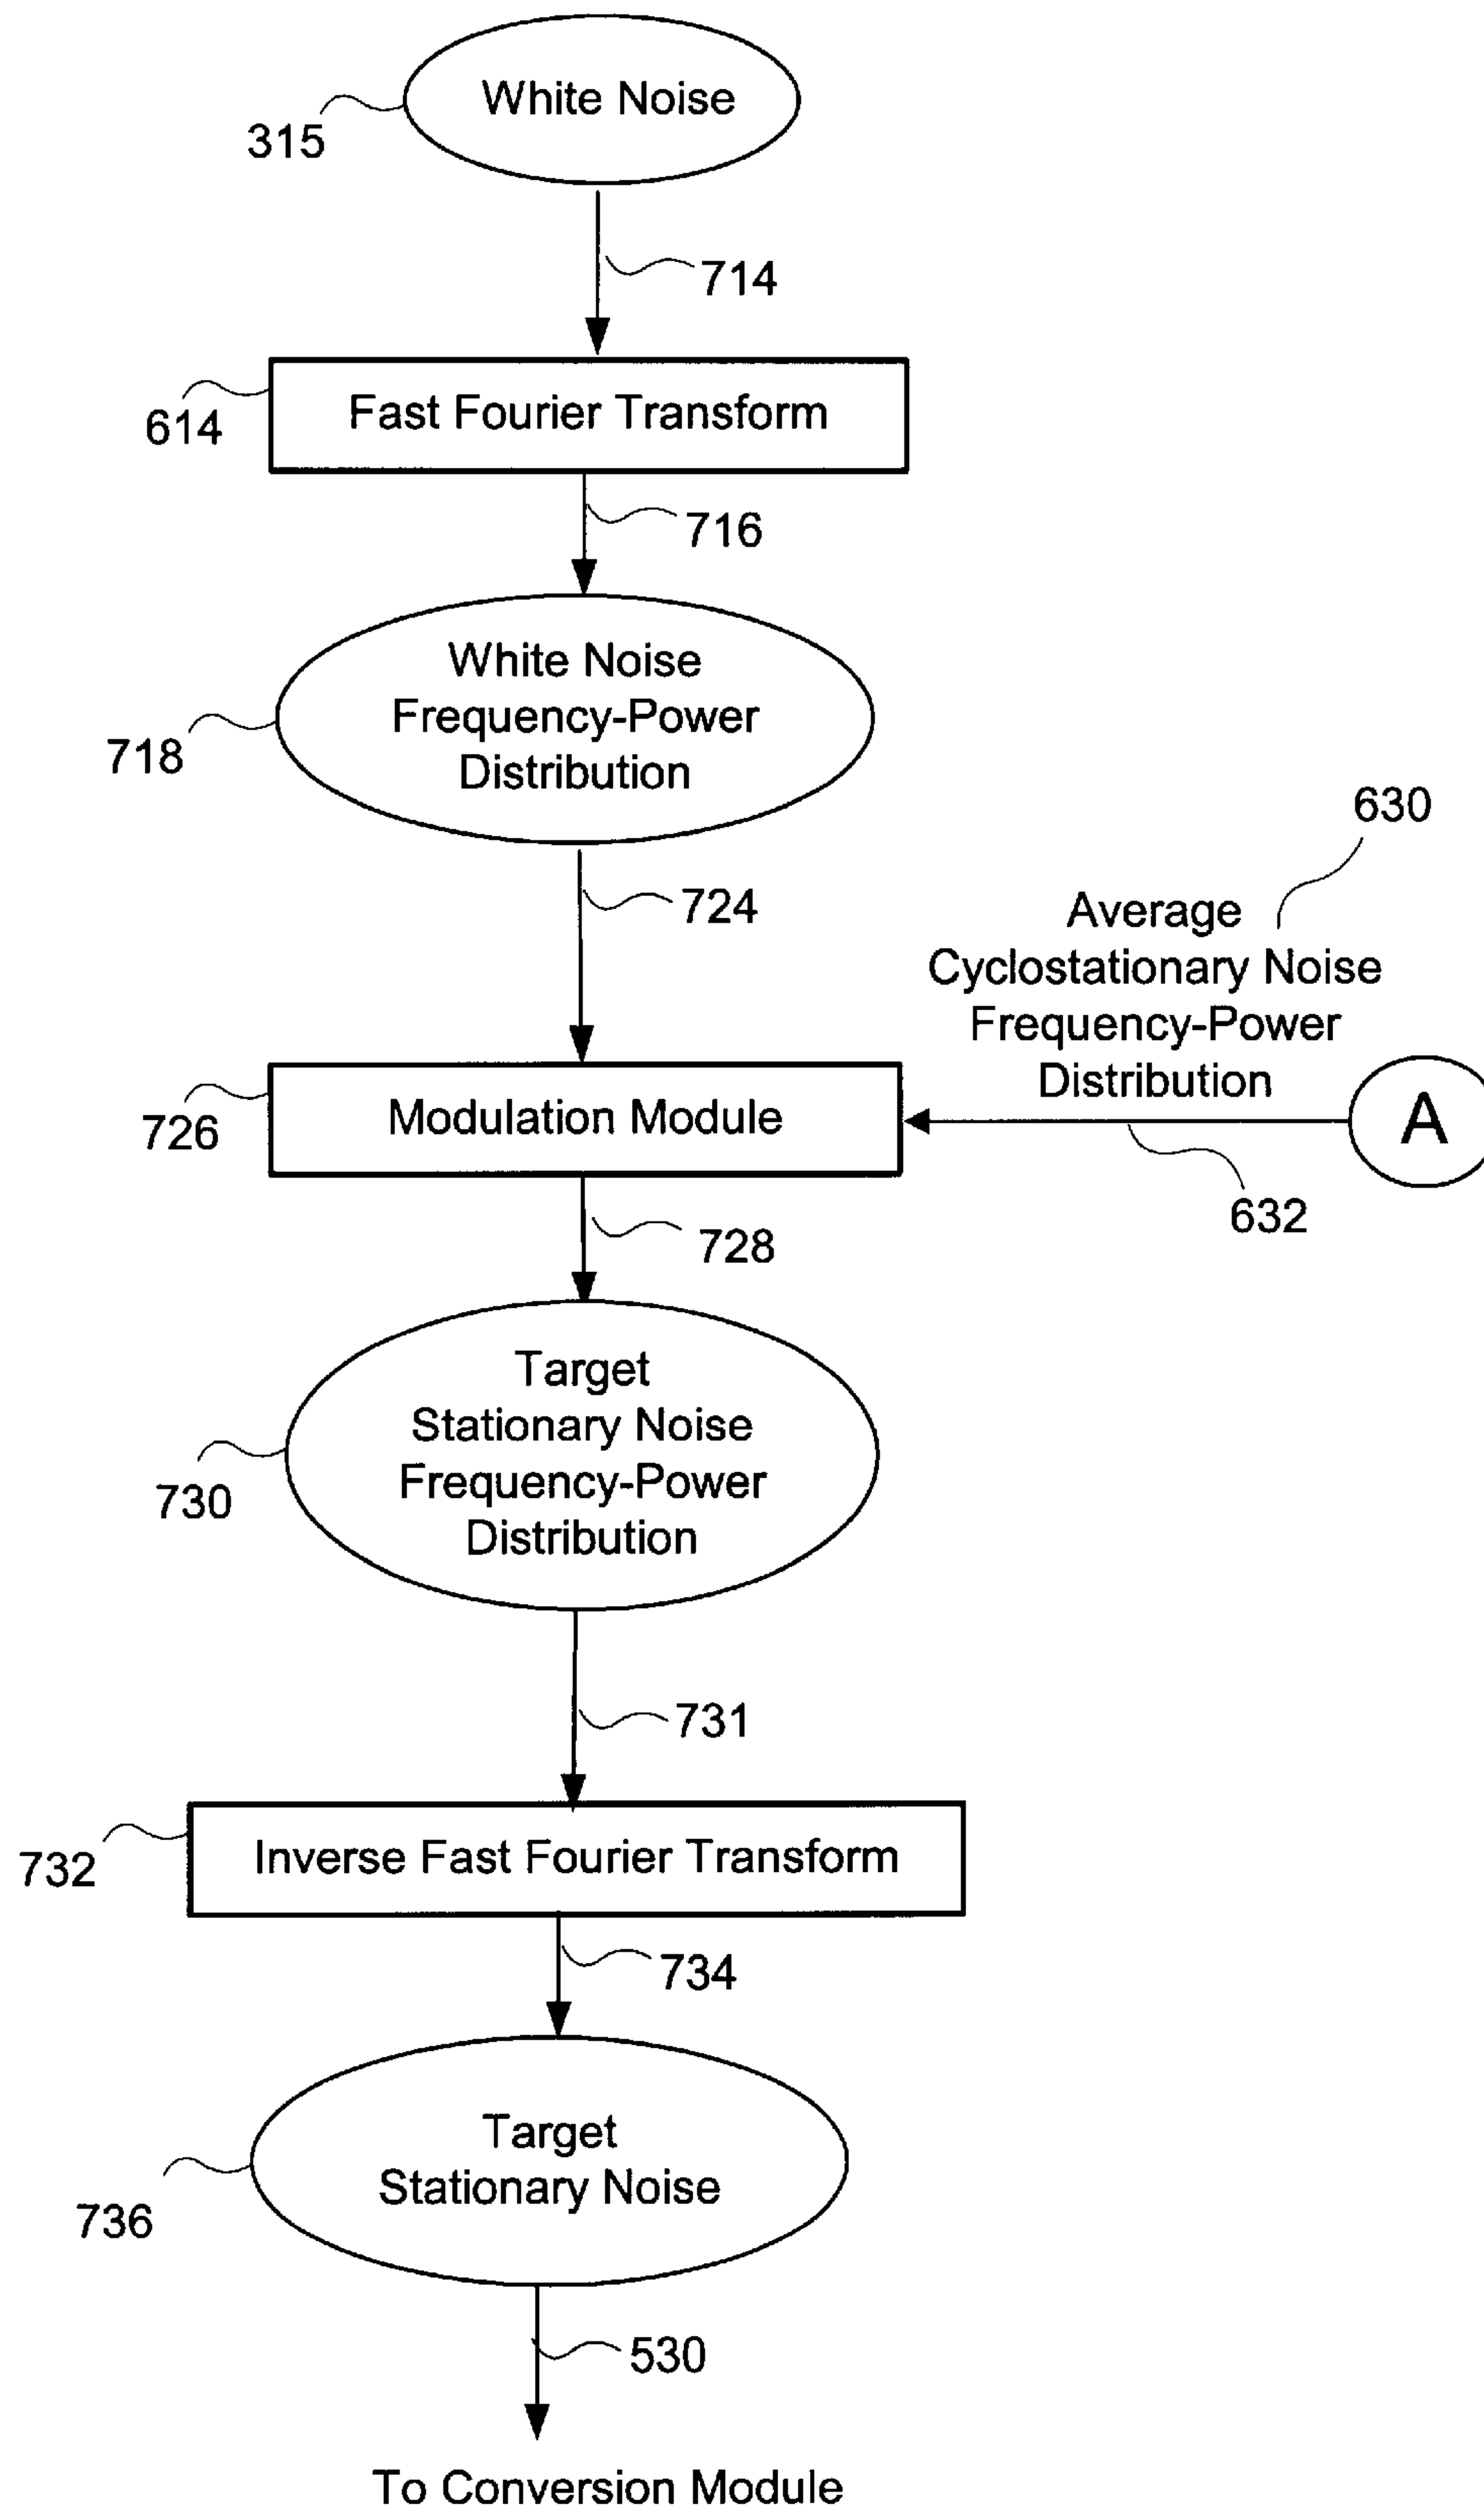 White Noise
315
714
Fast Fourier Transform
614
716
White Noise
Frequency-Power
Distribution
718
630
724
Average
Cyclostationary Noise
Frequency-Power
Distribution
Modulation Module
A
726
632
728
Target
Stationary Noise
Frequency-Power
Distribution
730
731
Inverse Fast Fourier Transform
732
734
Target
Stationary Noise
736
530
To Conversion Module